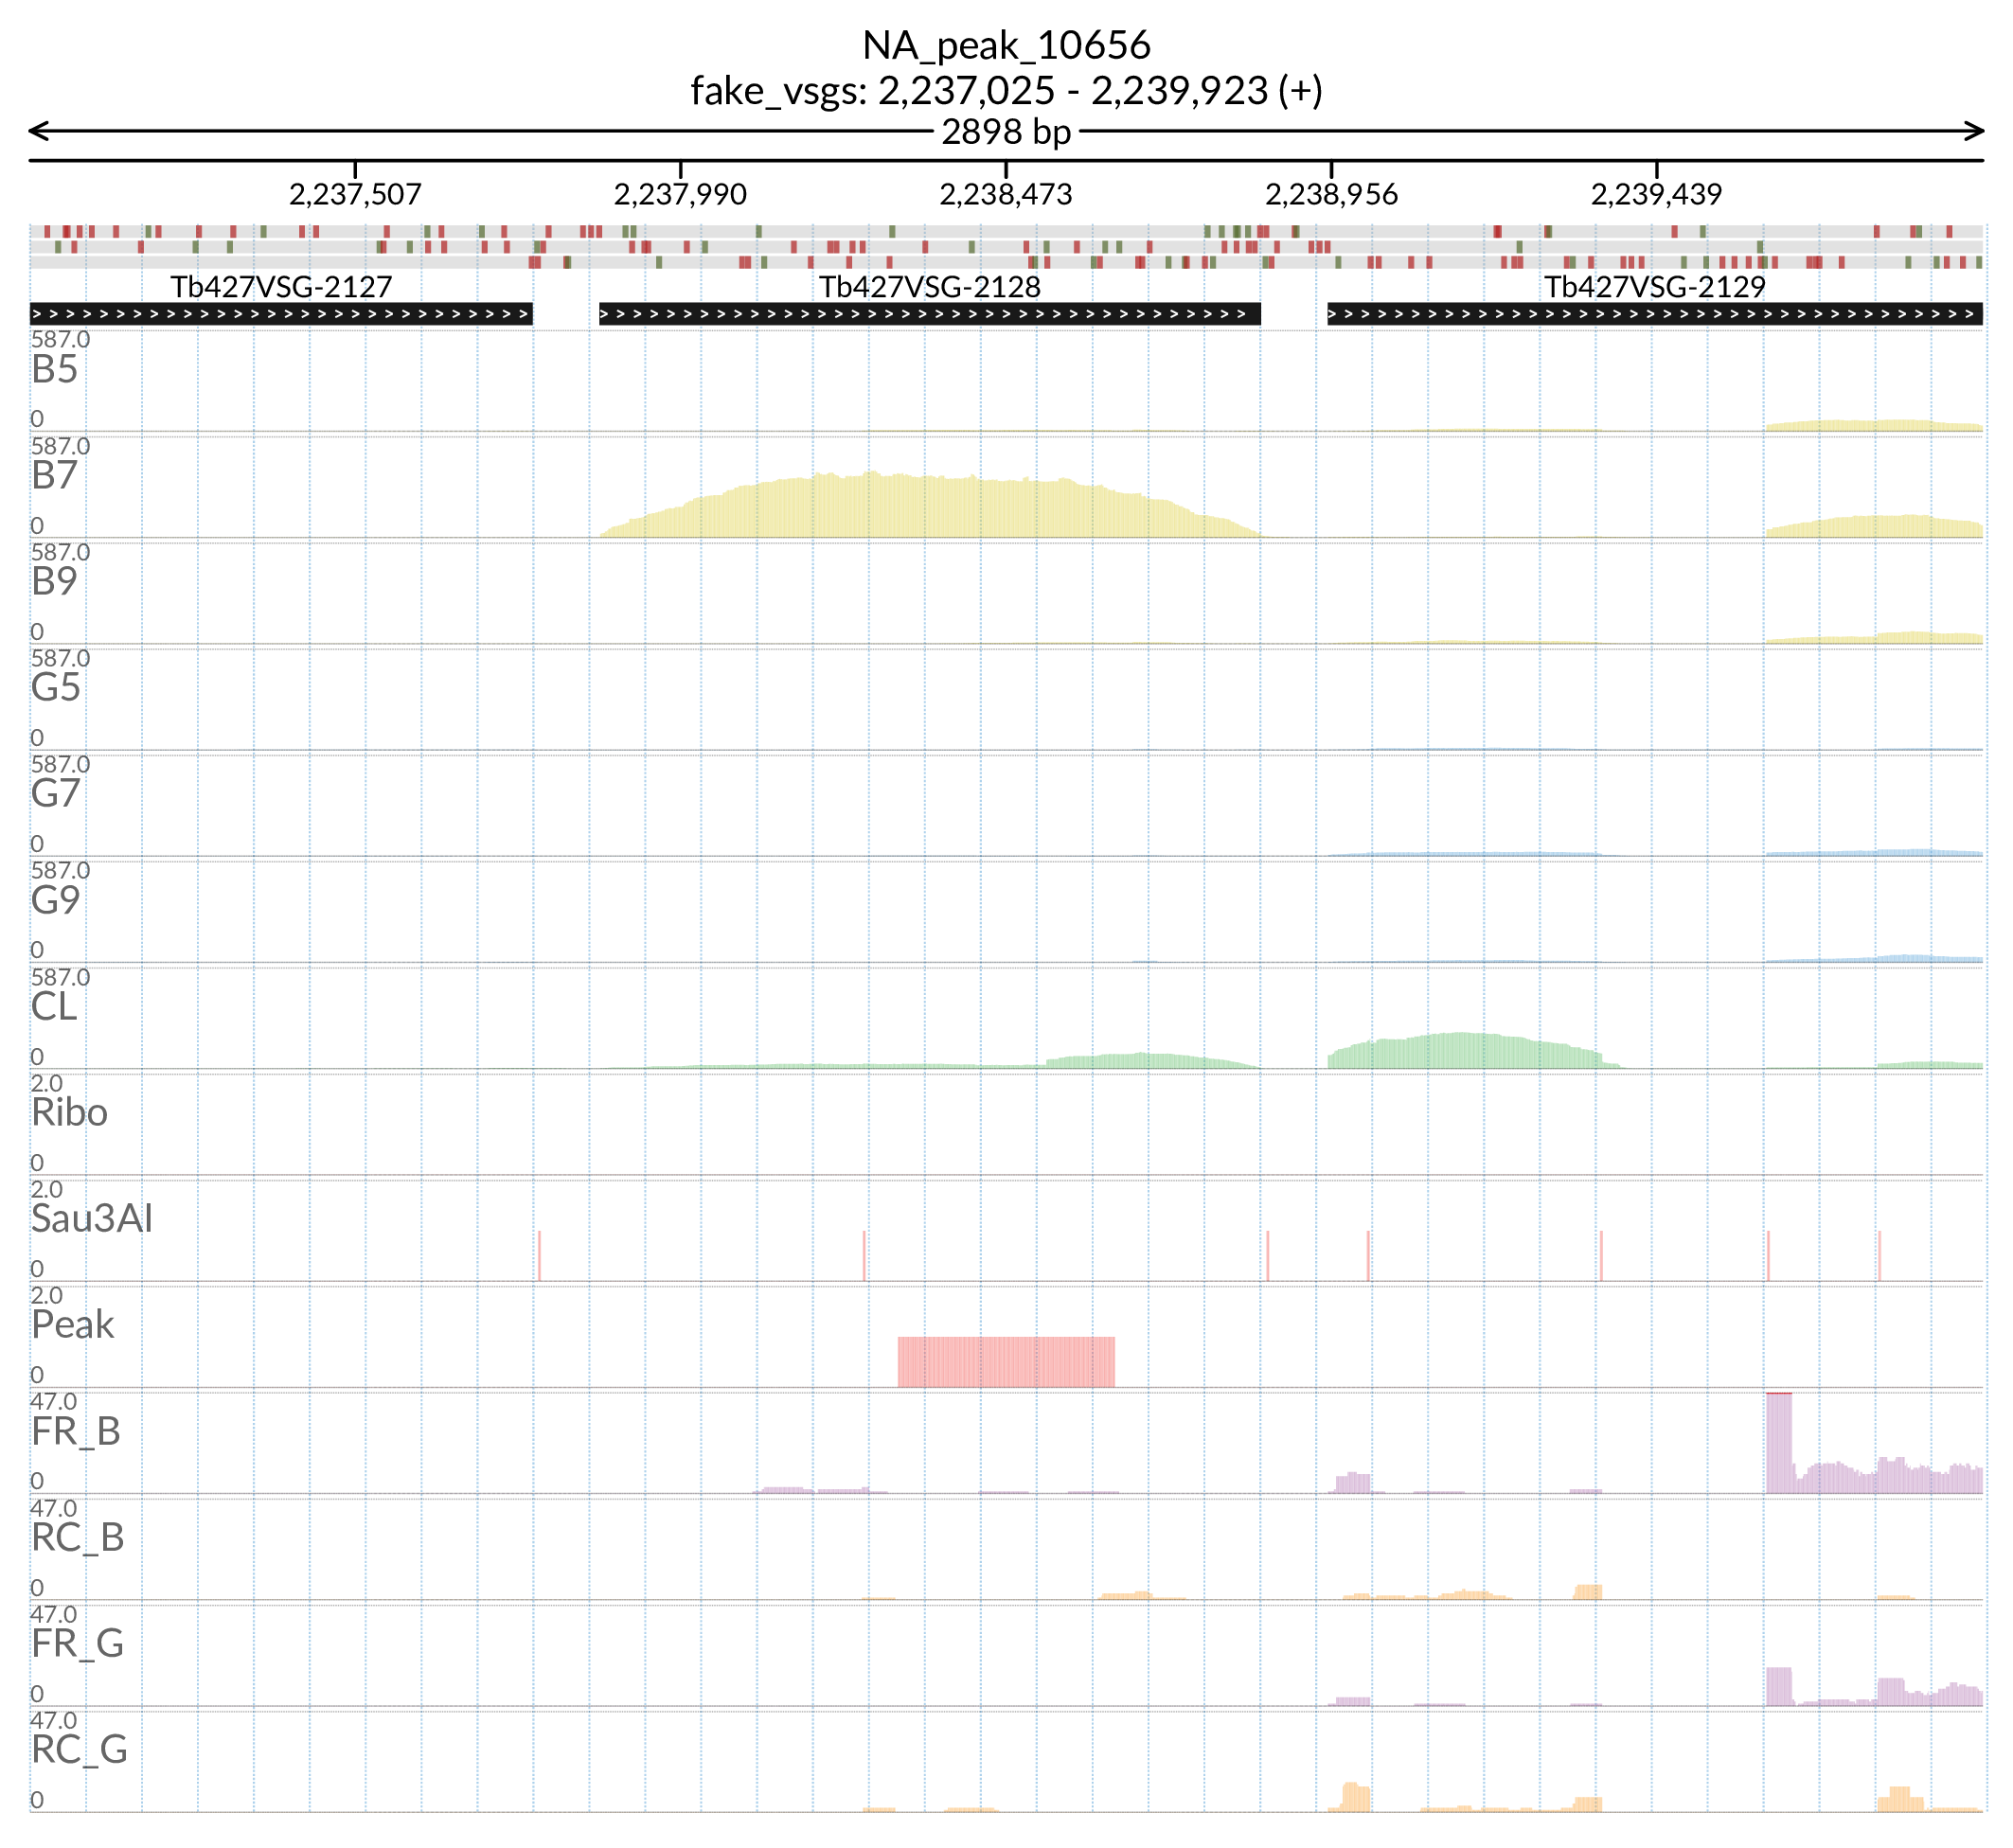 NA_peak_10656
fake_vsgs: 2,237,025 - 2,239,923 (+)
2898 bp
2,237,507 2,237,990 2,238,473 2,238,956 2,239,439
Tb427VSG-2127 Tb427VSG-2128 Tb427VSG-2129
587.0
B5
0
587.0
B7
0
587.0
B9
0
587.0
G5
0
587.0
G7
0
587.0
G9
0
587.0
CL
0
2.0
Ribo
0
2.0
Sau3AI
0
2.0
Peak
0
47.0
FR_B
0
47.0
RC_B
0
47.0
FR_G
0
47.0
RC_G
0